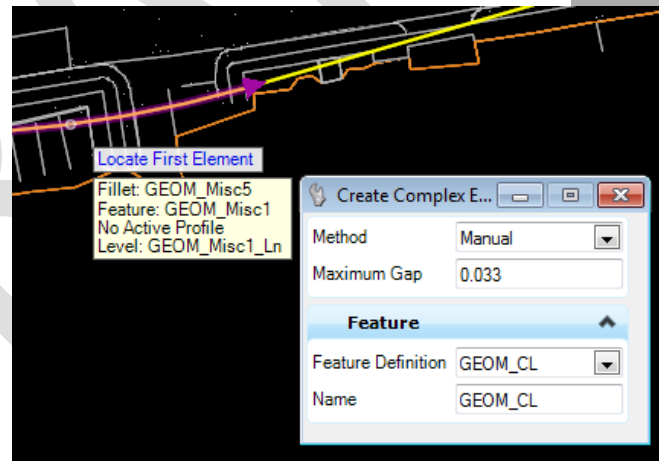 Locate First Element
Fillet: GEOM_Misc5
Feature: GEOM_Misc1
No Active Profile
Level: GEOM_Misc1_Ln
Create Complex E...
Method Manual
Maximum Gap 0.033
Feature
Feature Definition GEOM_CL
Name GEOM_CL